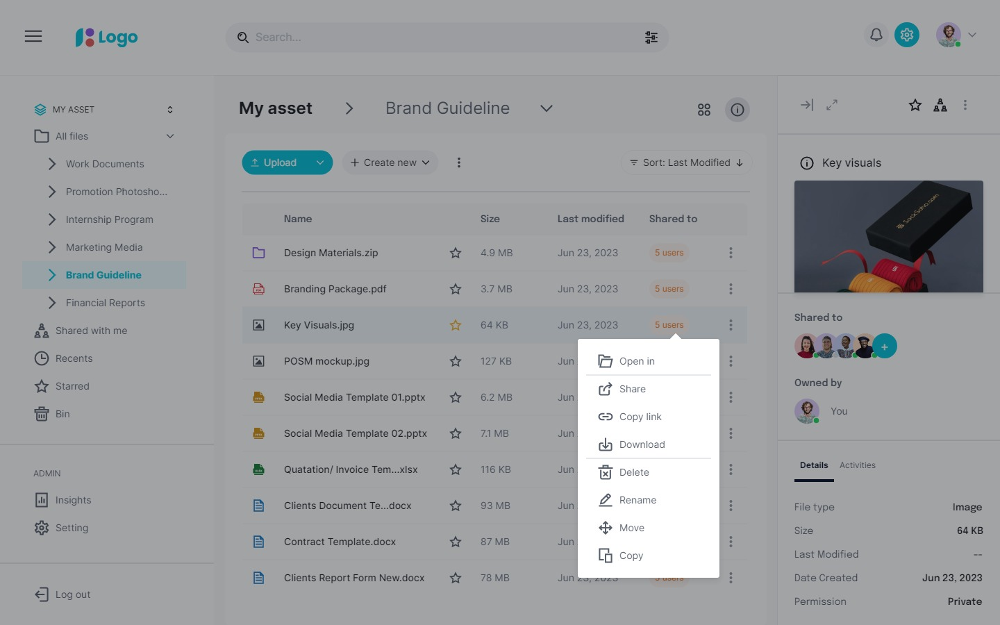 Logo
Search...
MY ASSET
All files
Work Documents
Promotion Photosho...
Internship Program
Marketing Media
Brand Guideline
Financial Reports
Shared with me
Recents
Starred
Bin
ADMIN
Insights
Setting
Log out
My asset > Brand Guideline
Upload
Create new
Sort: Last Modified
Name Size Last modified Shared to
Design Materials.zip 4.9 MB Jun 23, 2023 5 users
Branding Package.pdf 3.7 MB Jun 23, 2023 5 users
Key Visuals.jpg 64 KB Jun 23, 2023 5 users
POSM mockup.jpg 127 KB Jun
Social Media Template 01.pptx 6.2 MB Jun
Social Media Template 02.pptx 7.1 MB Jun
Quatation/ Invoice Tem...xlsx 116 KB Jun
Clients Document Te...docx 93 MB Jun
Contract Template.docx 87 MB Jun
Clients Report Form New.docx 78 MB Jun 23, 2023 5 users
Open in
Share
Copy link
Download
Delete
Rename
Move
Copy
Key visuals
SockSoho.com
Shared to
+
Owned by
You
Details Activities
File type Image
Size 64 KB
Last Modified --
Date Created Jun 23, 2023
Permission Private